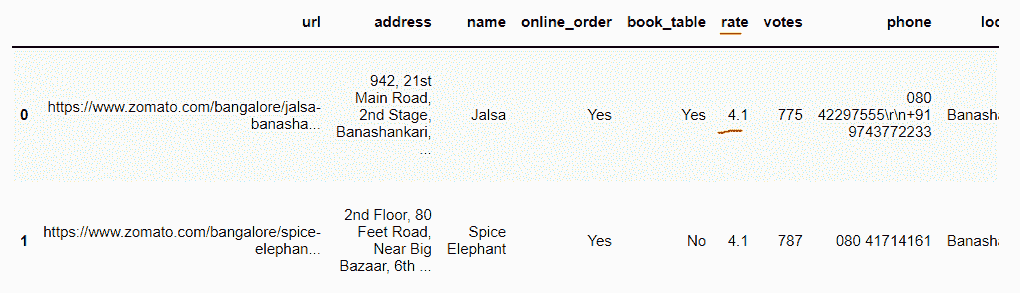 url address name online_order book_table rate votes phone loc
0 https://www.zomato.com/bangalore/jalsa-banasha... 942, 21st Main Road, 2nd Stage, Banashankari, ... Jalsa Yes Yes 4.1 775 080 42297555\r\n+91 9743772233 Banasha
1 https://www.zomato.com/bangalore/spice-elephan... 2nd Floor, 80 Feet Road, Near Big Bazaar, 6th ... Spice Elephant Yes No 4.1 787 080 41714161 Banasha